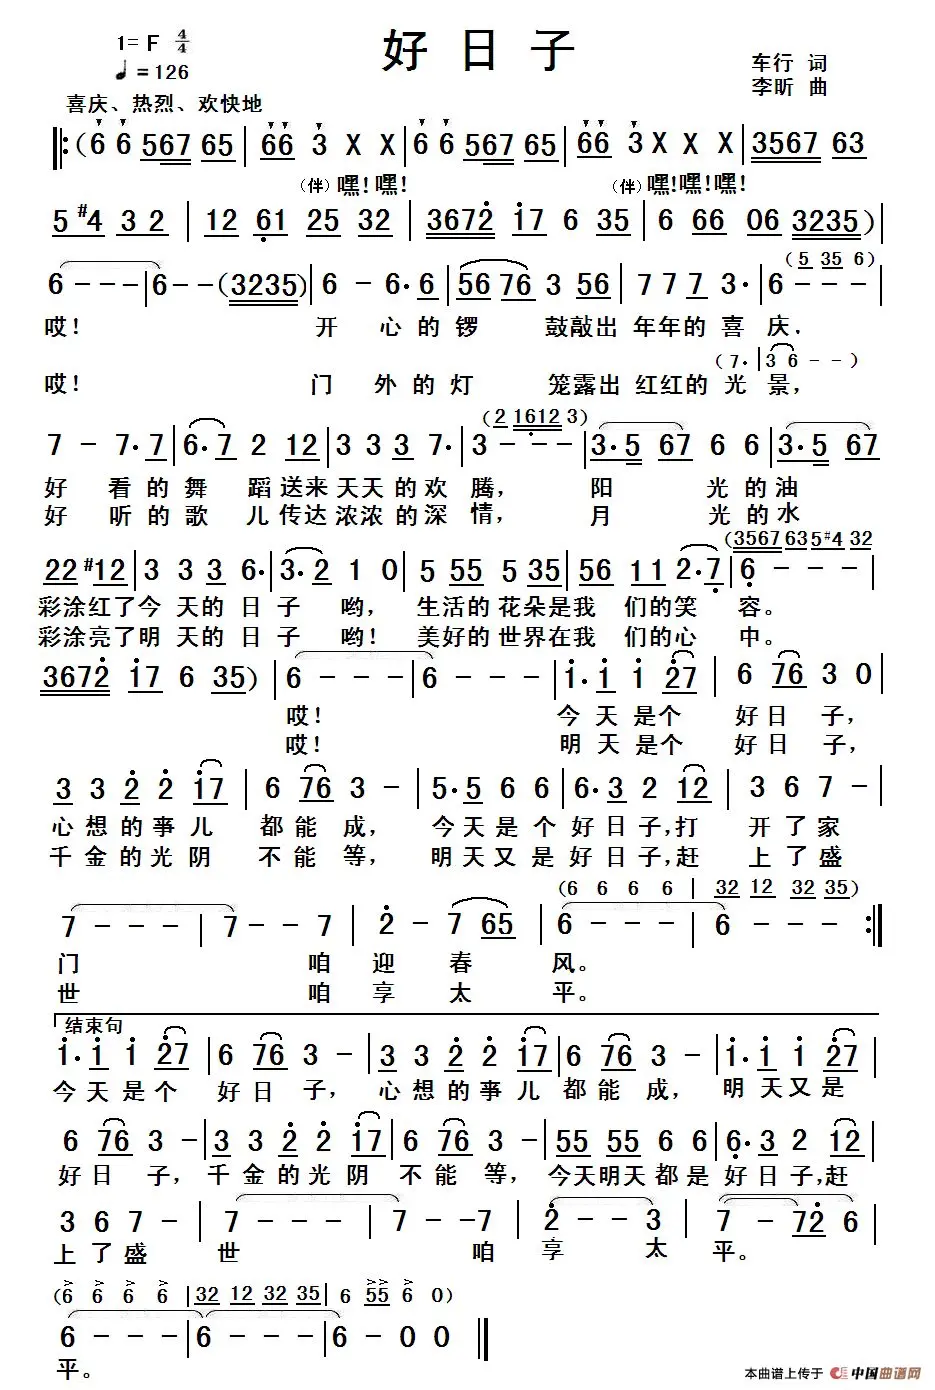 好日子
1=F 4/4
♩=126
车行 词
李昕 曲
喜庆、热烈、欢快地
(6 6 567 65 | 66 3 X X | 6 6 567 65 | 66 3 X X X | 3567 63
(伴)嘿!嘿! (伴)嘿!嘿!嘿!
5 #4 3 2 | 12 61 25 32 | 3672 17 6 35 | 6 66 06 3235)
(5 35 6)
6 - - - | 6 - - (3235) | 6 - 6. 6 | 56 76 3 56 | 7 7 7 3. | 6 - - -
哎! 开 心 的 锣 鼓敲出 年年的喜 庆,
(7. | 3 6 - -)
哎! 门 外 的 灯 笼露出 红红的光 景,
(2 1612 3)
7 - 7. 7 | 6. 7 2 12 | 3 3 3 7. | 3 - - - | 3. 5 67 6 6 | 3. 5 67
好 看 的 舞 蹈 送来 天天 的 欢 腾, 阳 光 的 油
好 听 的 歌 儿 传达 浓浓 的 深 情, 月 光 的 水
(3567 63 5#4 32
22 #12 | 3 3 3 6. | 3. 2 1 0 | 5 55 5 35 | 56 11 2. 7 | 6 - - -
彩涂红了今 天的 日 子 哟, 生活的 花朵是我 们的笑 容。
彩涂亮了明 天的 日 子 哟! 美好的 世界在我 们的心 中。
3672 17 6 35) | 6 - - - | 6 - - - | 1. 1 1 27 | 6 76 3 0
哎! 今 天 是个 好日 子,
哎! 明 天 是个 好日 子,
3 3 2 2 17 | 6 76 3 - | 5. 5 6 6 | 6. 3 2 12 | 3 6 7 -
心 想 的 事 儿 都 能 成, 今 天 是 个 好 日 子,打 开 了 家
千 金 的 光 阴 不 能 等, 明 天 又 是 好 日 子,赶 上 了 盛
(6 6 6 6 | 32 12 32 35)
7 - - - | 7 - - 7 | 2 - 7 65 | 6 - - - | 6 - - -
门 咱 迎 春 风。
世 咱 享 太 平。
结束句
1. 1 1 27 | 6 76 3 - | 3 3 2 2 17 | 6 76 3 - | 1. 1 1 27
今 天 是 个 好 日 子, 心 想 的 事 儿 都 能 成, 明 天 又 是
6 76 3 - | 3 3 2 2 17 | 6 76 3 - | 55 55 6 6 | 6. 3 2 12
好 日 子, 千 金 的 光 阴 不 能 等, 今天明天 都 是 好 日 子,赶
3 6 7 - | 7 - - - | 7 - - 7 | 2 - - 3 | 7 - 72 6
上 了 盛 世 咱 享 太 平。
(6 6 6 6 | 32 12 32 35 | 6 55 6 0)
6 - - - | 6 - - - | 6 - 0 0
平。
本曲谱上传于 中国曲谱网